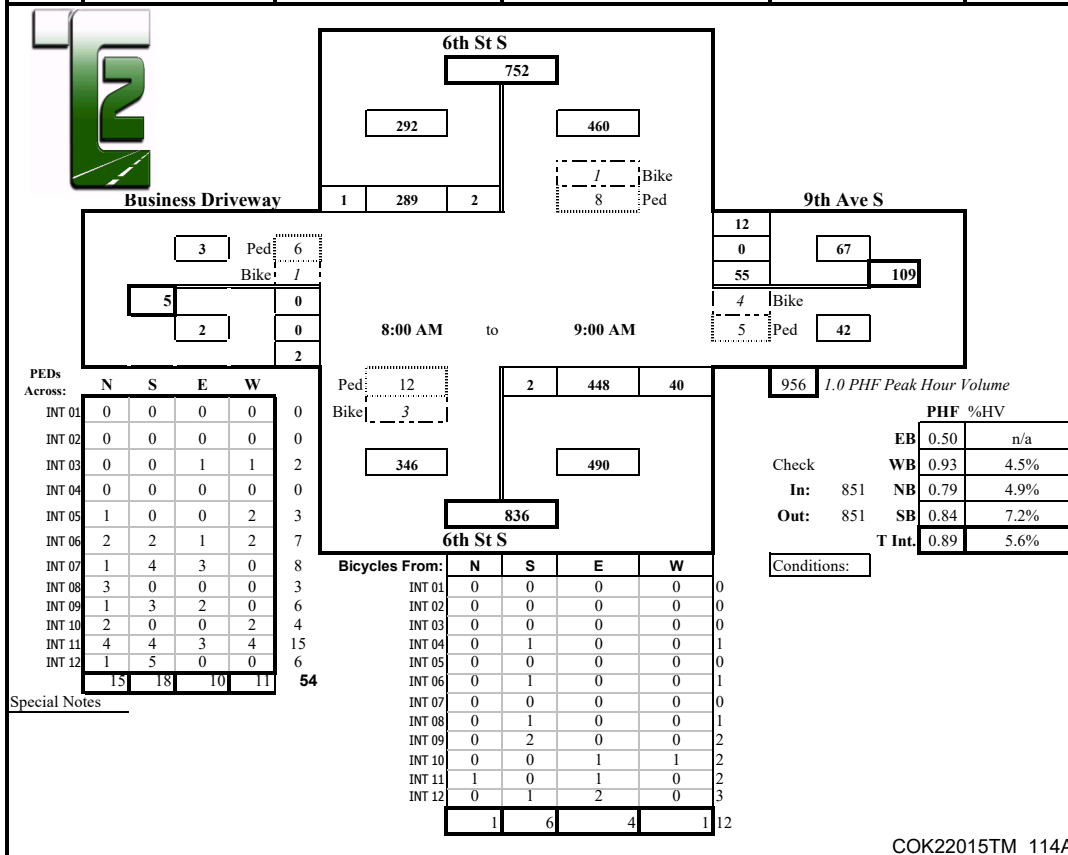 T2
6th St S
752
292 460
1 Bike
8 Ped
Business Driveway
1 289 2
9th Ave S
12
3 Ped 6
0 67
Bike 1
55 109
5 0
4 Bike
2 0
8:00 AM to 9:00 AM
5 Ped 42
2
PEDs
Across: N S E W
Ped 12
2 448 40
956 1.0 PHF Peak Hour Volume
INT 01 0 0 0 0 0
Bike 3
PHF %HV
INT 02 0 0 0 0 0
EB 0.50 n/a
INT 03 0 0 1 1 2
346 490
Check
WB 0.93 4.5%
INT 04 0 0 0 0 0
In: 851
NB 0.79 4.9%
INT 05 1 0 0 2 3
836
Out: 851
SB 0.84 7.2%
INT 06 2 2 1 2 7
6th St S
T Int. 0.89 5.6%
INT 07 1 4 3 0 8
Bicycles From: N S E W
Conditions:
INT 08 3 0 0 0 3
INT 09 1 3 2 0 6
INT 10 2 0 0 2 4
INT 11 4 4 3 4 15
INT 12 1 5 0 0 6
15 18 10 11 54
Special Notes
INT 01 0 0 0 0 0
INT 02 0 0 0 0 0
INT 03 0 0 0 0 0
INT 04 0 1 0 0 1
INT 05 0 0 0 0 0
INT 06 0 1 0 0 1
INT 07 0 0 0 0 0
INT 08 0 1 0 0 1
INT 09 0 2 0 0 2
INT 10 0 0 1 1 2
INT 11 1 0 1 0 2
INT 12 0 1 2 0 3
1 6 4 1 12
COK22015TM_114A